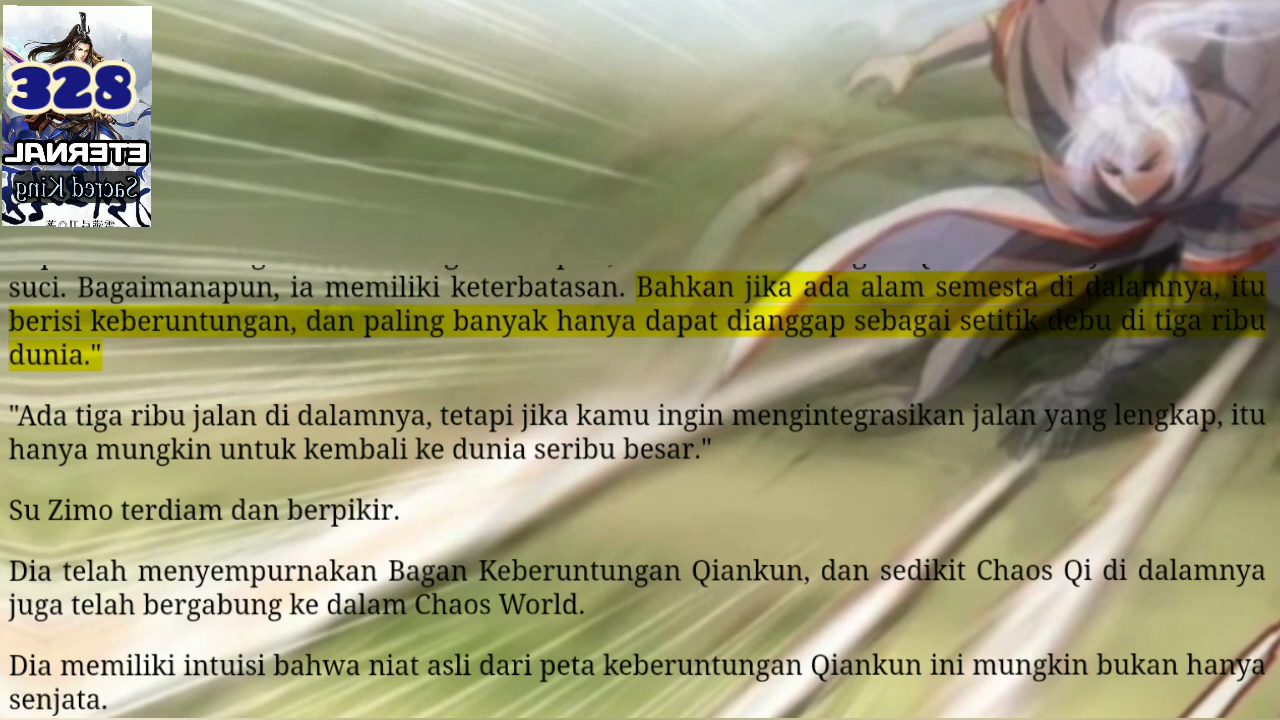 328
ETERNAL
Sacred King
suci. Bagaimanapun, ia memiliki keterbatasan. Bahkan jika ada alam semesta di dalamnya, itu
berisi keberuntungan, dan paling banyak hanya dapat dianggap sebagai setitik debu di tiga ribu
dunia."
"Ada tiga ribu jalan di dalamnya, tetapi jika kamu ingin mengintegrasikan jalan yang lengkap, itu
hanya mungkin untuk kembali ke dunia seribu besar."
Su Zimo terdiam dan berpikir.
Dia telah menyempurnakan Bagan Keberuntungan Qiankun, dan sedikit Chaos Qi di dalamnya
juga telah bergabung ke dalam Chaos World.
Dia memiliki intuisi bahwa niat asli dari peta keberuntungan Qiankun ini mungkin bukan hanya
senjata.